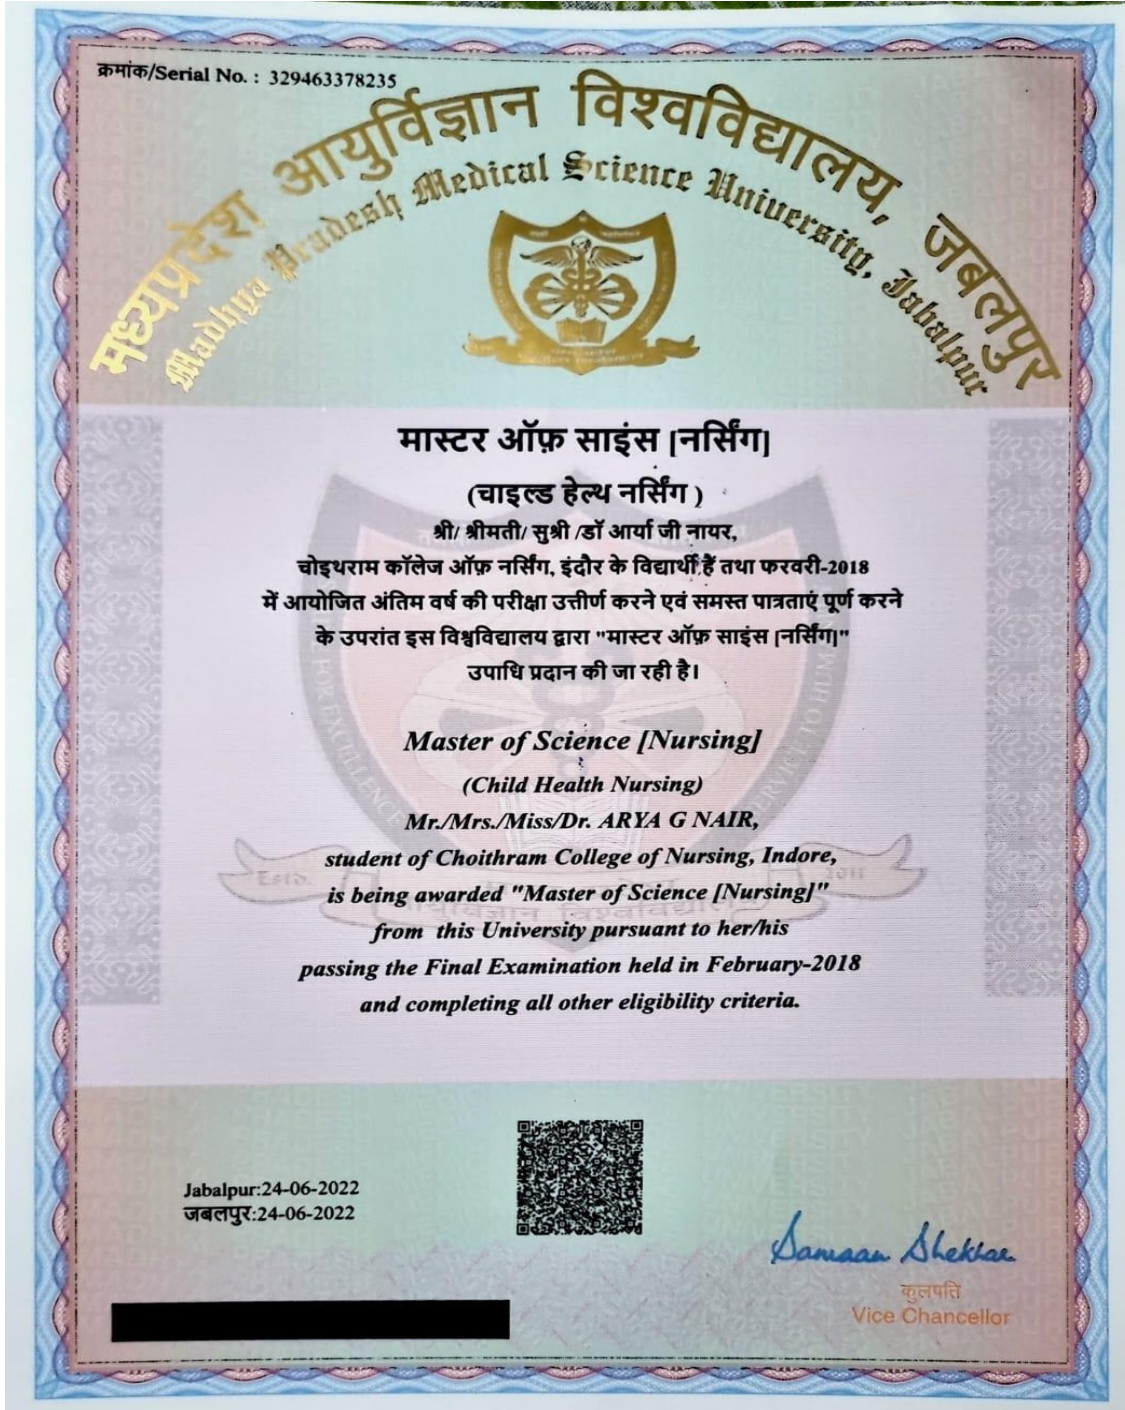 क्रमांक/Serial No. : 329463378235
मध्यप्रदेश आयुर्विज्ञान विश्वविद्यालय, जबलपुर
Madhya Pradesh Medical Science University, Jabalpur
मास्टर ऑफ़ साइंस [नर्सिंग]
(चाइल्ड हेल्थ नर्सिंग )
श्री/ श्रीमती/ सुश्री /डॉ आर्या जी नायर,
चोइथराम कॉलेज ऑफ़ नर्सिंग, इंदौर के विद्यार्थी हैं तथा फरवरी-2018
में आयोजित अंतिम वर्ष की परीक्षा उत्तीर्ण करने एवं समस्त पात्रताएं पूर्ण करने
के उपरांत इस विश्वविद्यालय द्वारा "मास्टर ऑफ़ साइंस [नर्सिंग]"
उपाधि प्रदान की जा रही है।
Master of Science [Nursing]
(Child Health Nursing)
Mr./Mrs./Miss/Dr. ARYA G NAIR,
student of Choithram College of Nursing, Indore,
is being awarded "Master of Science [Nursing]"
from this University pursuant to her/his
passing the Final Examination held in February-2018
and completing all other eligibility criteria.
FOR EXCELLENCE
Estd. 2011
Jabalpur:24-06-2022
जबलपुर:24-06-2022
कुलपति
Vice Chancellor